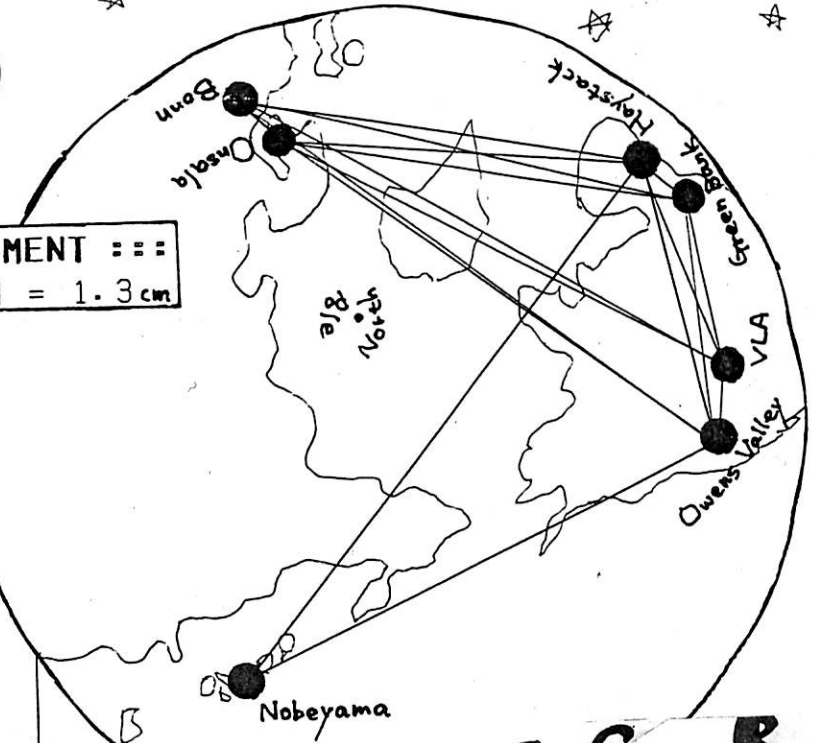 Haystack
Bonn
Onsala
Green Bank
MENT :::
= 1.3 cm
North
Pole
VLA
Owens Valley
Nobeyama